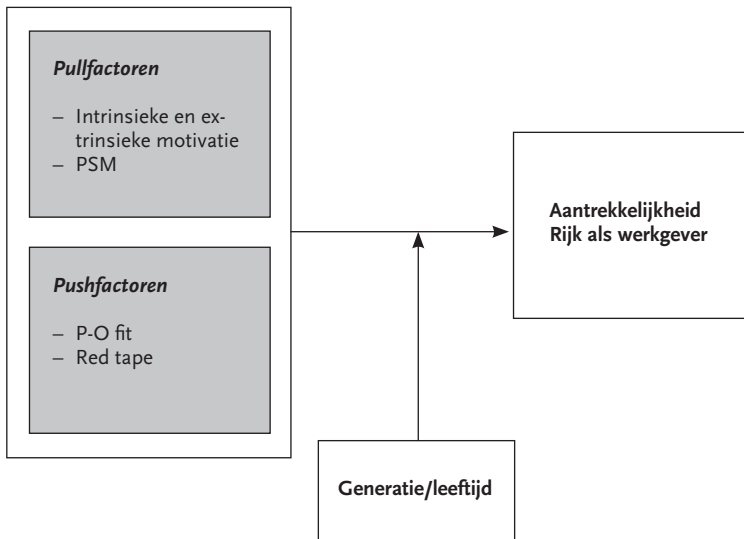 Pullfactoren
– Intrinsieke en ex-
trinsieke motivatie
– PSM
Pushfactoren
– P-O fit
– Red tape
Aantrekkelijkheid
Rijk als werkgever
Generatie/leeftijd